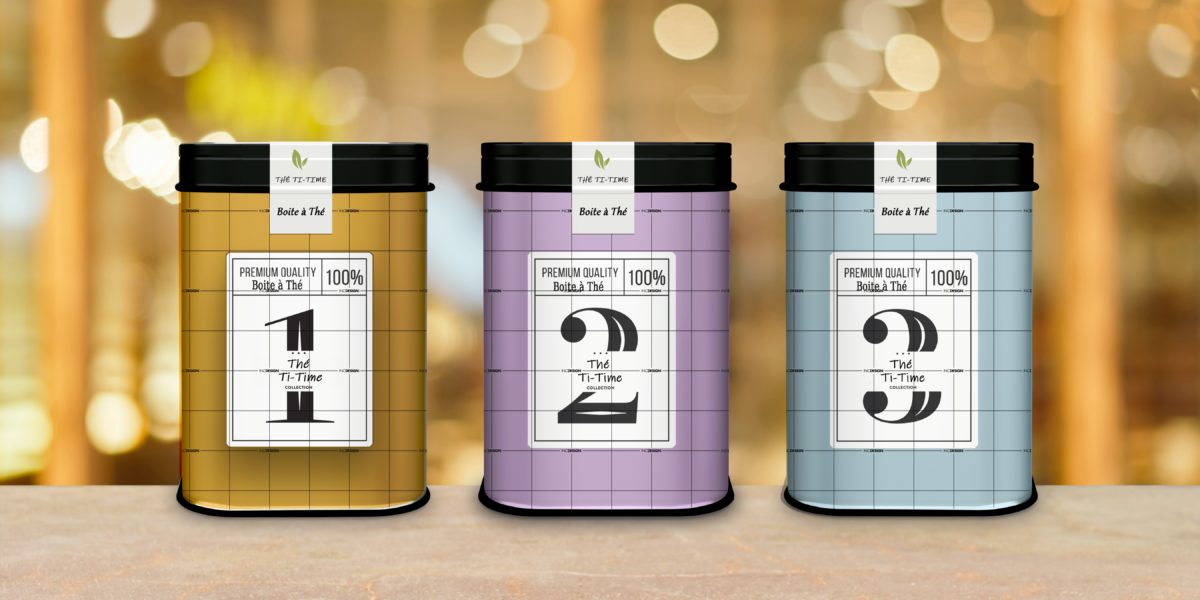 THÉ TI-TIME
Boite à Thé
PREMIUM QUALITY
Boite à Thé
100%
1
Thé
Ti-Time
COLLECTION
THÉ TI-TIME
Boite à Thé
PREMIUM QUALITY
Boite à Thé
100%
2
Thé
Ti-Time
COLLECTION
THÉ TI-TIME
Boite à Thé
PREMIUM QUALITY
Boite à Thé
100%
3
Thé
Ti-Time
COLLECTION